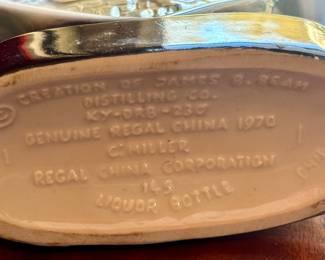 © CREATION OF JAMES B. BEAM
DISTILLING CO.
KY-DRB-230
GENUINE REGAL CHINA 1970
C. MILLER
REGAL CHINA CORPORATION
143
LIQUOR BOTTLE